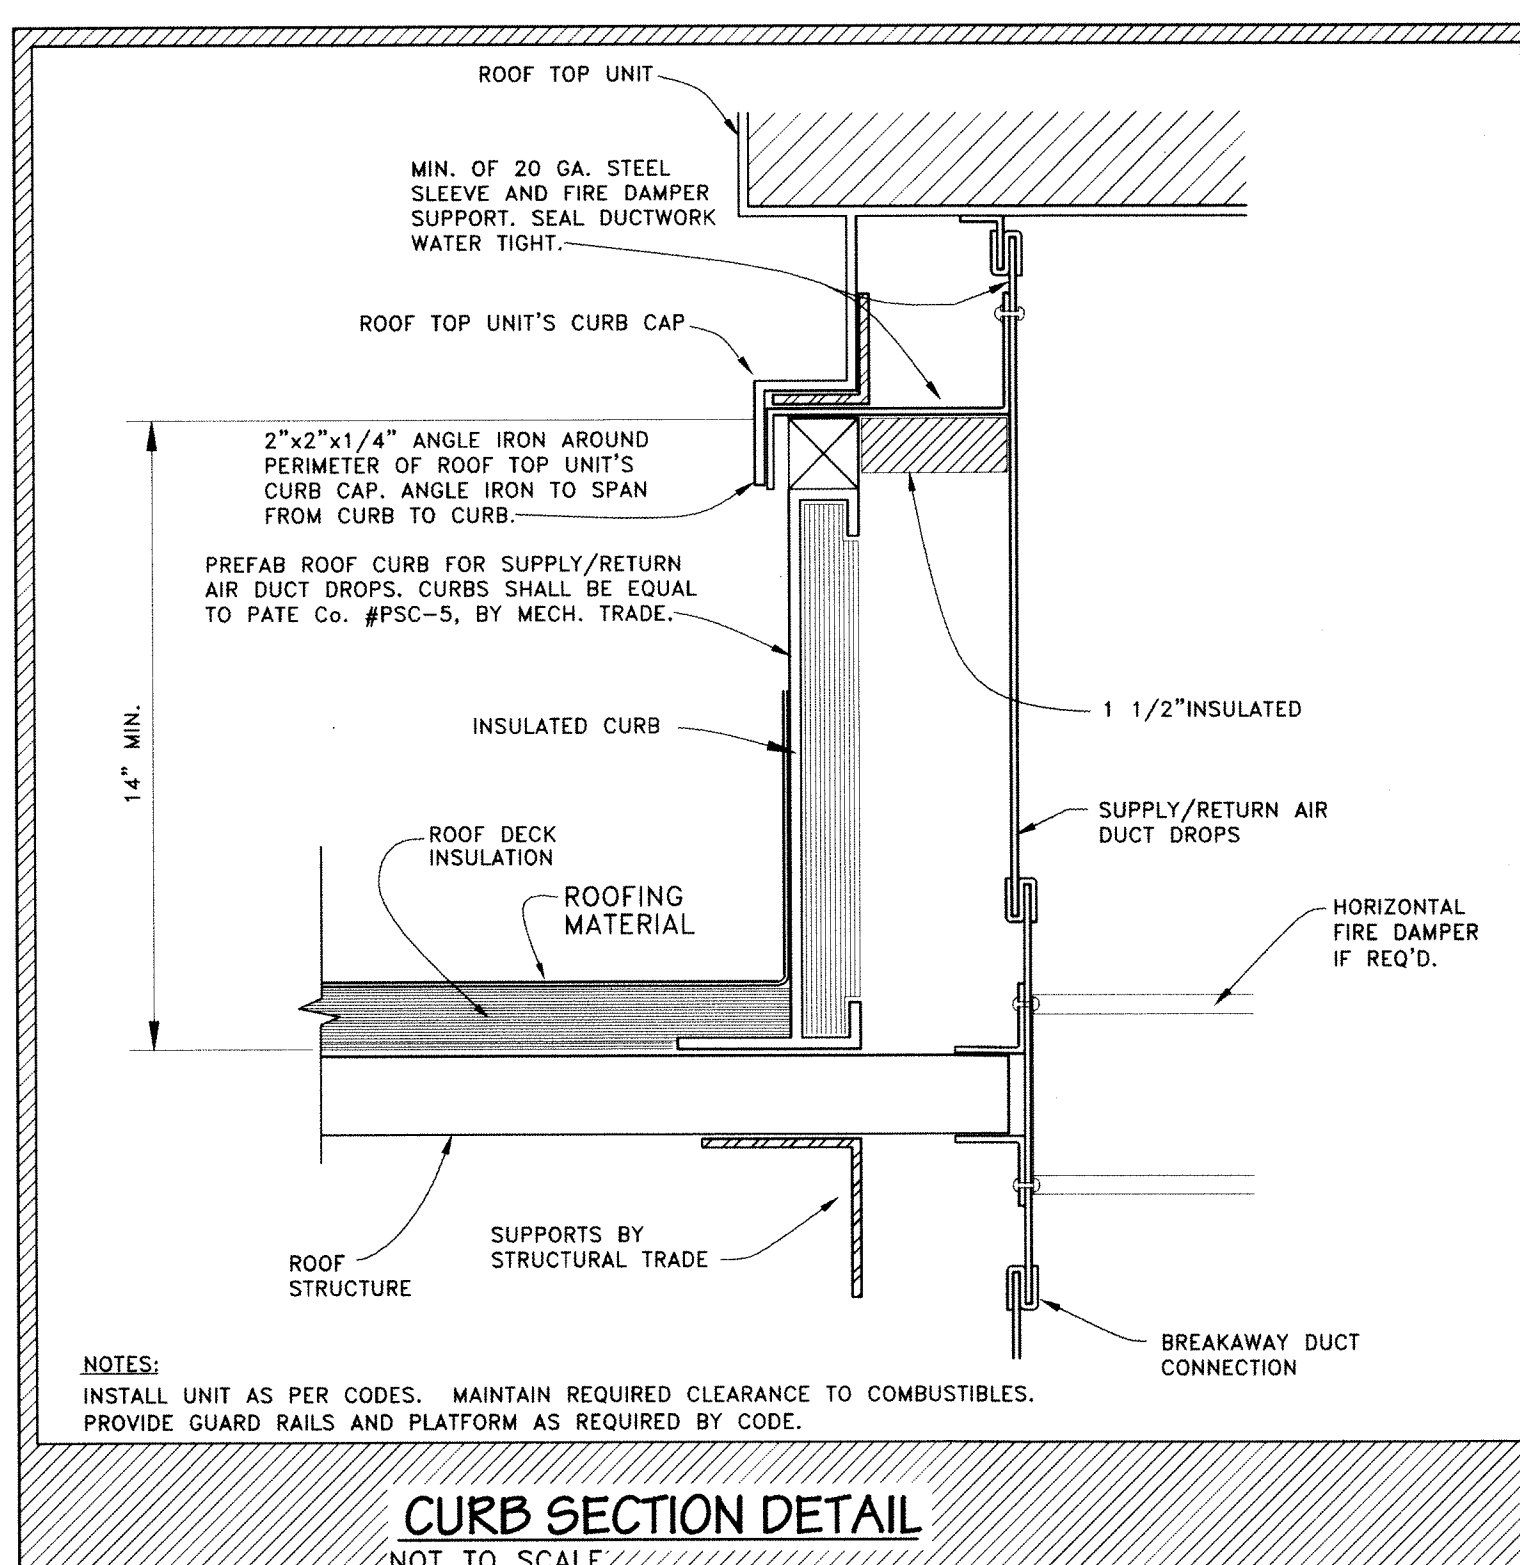 ROOF TOP UNIT
MIN. OF 20 GA. STEEL
SLEEVE AND FIRE DAMPER
SUPPORT. SEAL DUCTWORK
WATER TIGHT.
ROOF TOP UNIT'S CURB CAP
2"x2"x1/4" ANGLE IRON AROUND
PERIMETER OF ROOF TOP UNIT'S
CURB CAP. ANGLE IRON TO SPAN
FROM CURB TO CURB.
PREFAB ROOF CURB FOR SUPPLY/RETURN
AIR DUCT DROPS. CURBS SHALL BE EQUAL
TO PATE Co. #PSC-5, BY MECH. TRADE.
14" MIN.
INSULATED CURB
1 1/2"INSULATED
SUPPLY/RETURN AIR
DUCT DROPS
ROOF DECK
INSULATION
ROOFING
MATERIAL
HORIZONTAL
FIRE DAMPER
IF REQ'D.
SUPPORTS BY
STRUCTURAL TRADE
ROOF
STRUCTURE
BREAKAWAY DUCT
CONNECTION
NOTES:
INSTALL UNIT AS PER CODES. MAINTAIN REQUIRED CLEARANCE TO COMBUSTIBLES.
PROVIDE GUARD RAILS AND PLATFORM AS REQUIRED BY CODE.
CURB SECTION DETAIL
NOT TO SCALE